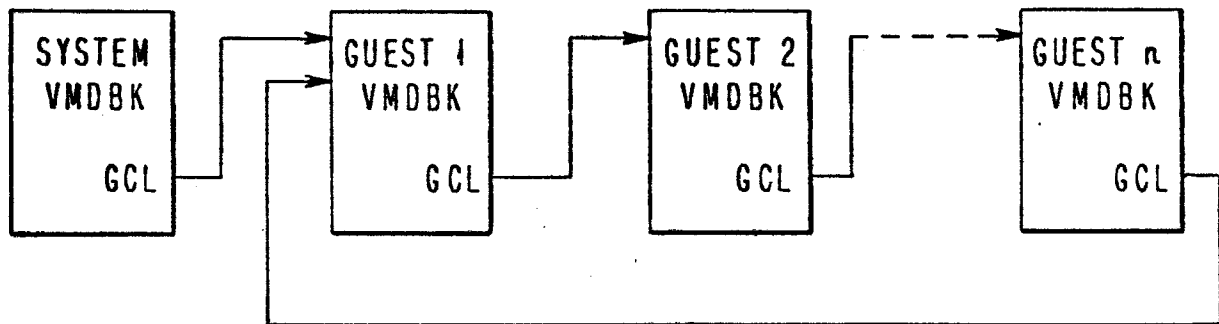 SYSTEM
VMDBK
GCL
GUEST 1
VMDBK
GCL
GUEST 2
VMDBK
GCL
GUEST n
VMDBK
GCL